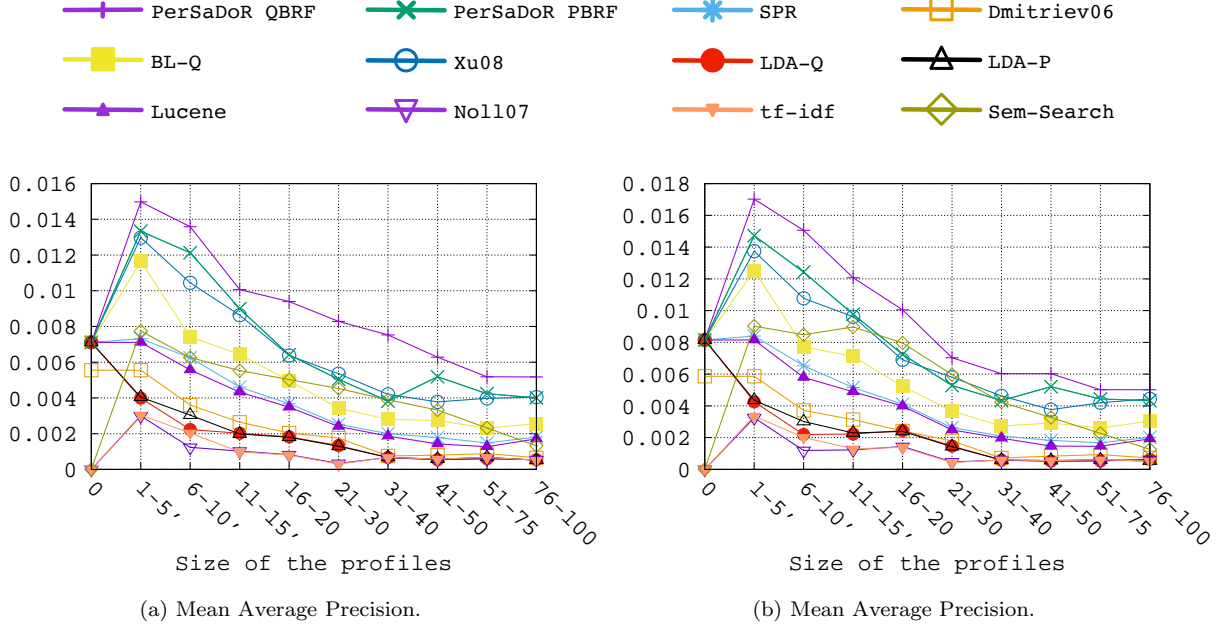 PerSaDoR QBRF PerSaDoR PBRF SPR Dmitriev06
BL-Q Xu08 LDA-Q LDA-P
Lucene Noll07 tf-idf Sem-Search
0.016
0.014
0.012
0.01
0.008
0.006
0.004
0.002
0
0 1-5, 6-10, 11-15, 16-20 21-30 31-40 41-50 51-75 76-100
Size of the profiles
(a) Mean Average Precision.
0.018
0.016
0.014
0.012
0.01
0.008
0.006
0.004
0.002
0
0 1-5, 6-10, 11-15, 16-20 21-30 31-40 41-50 51-75 76-100
Size of the profiles
(b) Mean Average Precision.